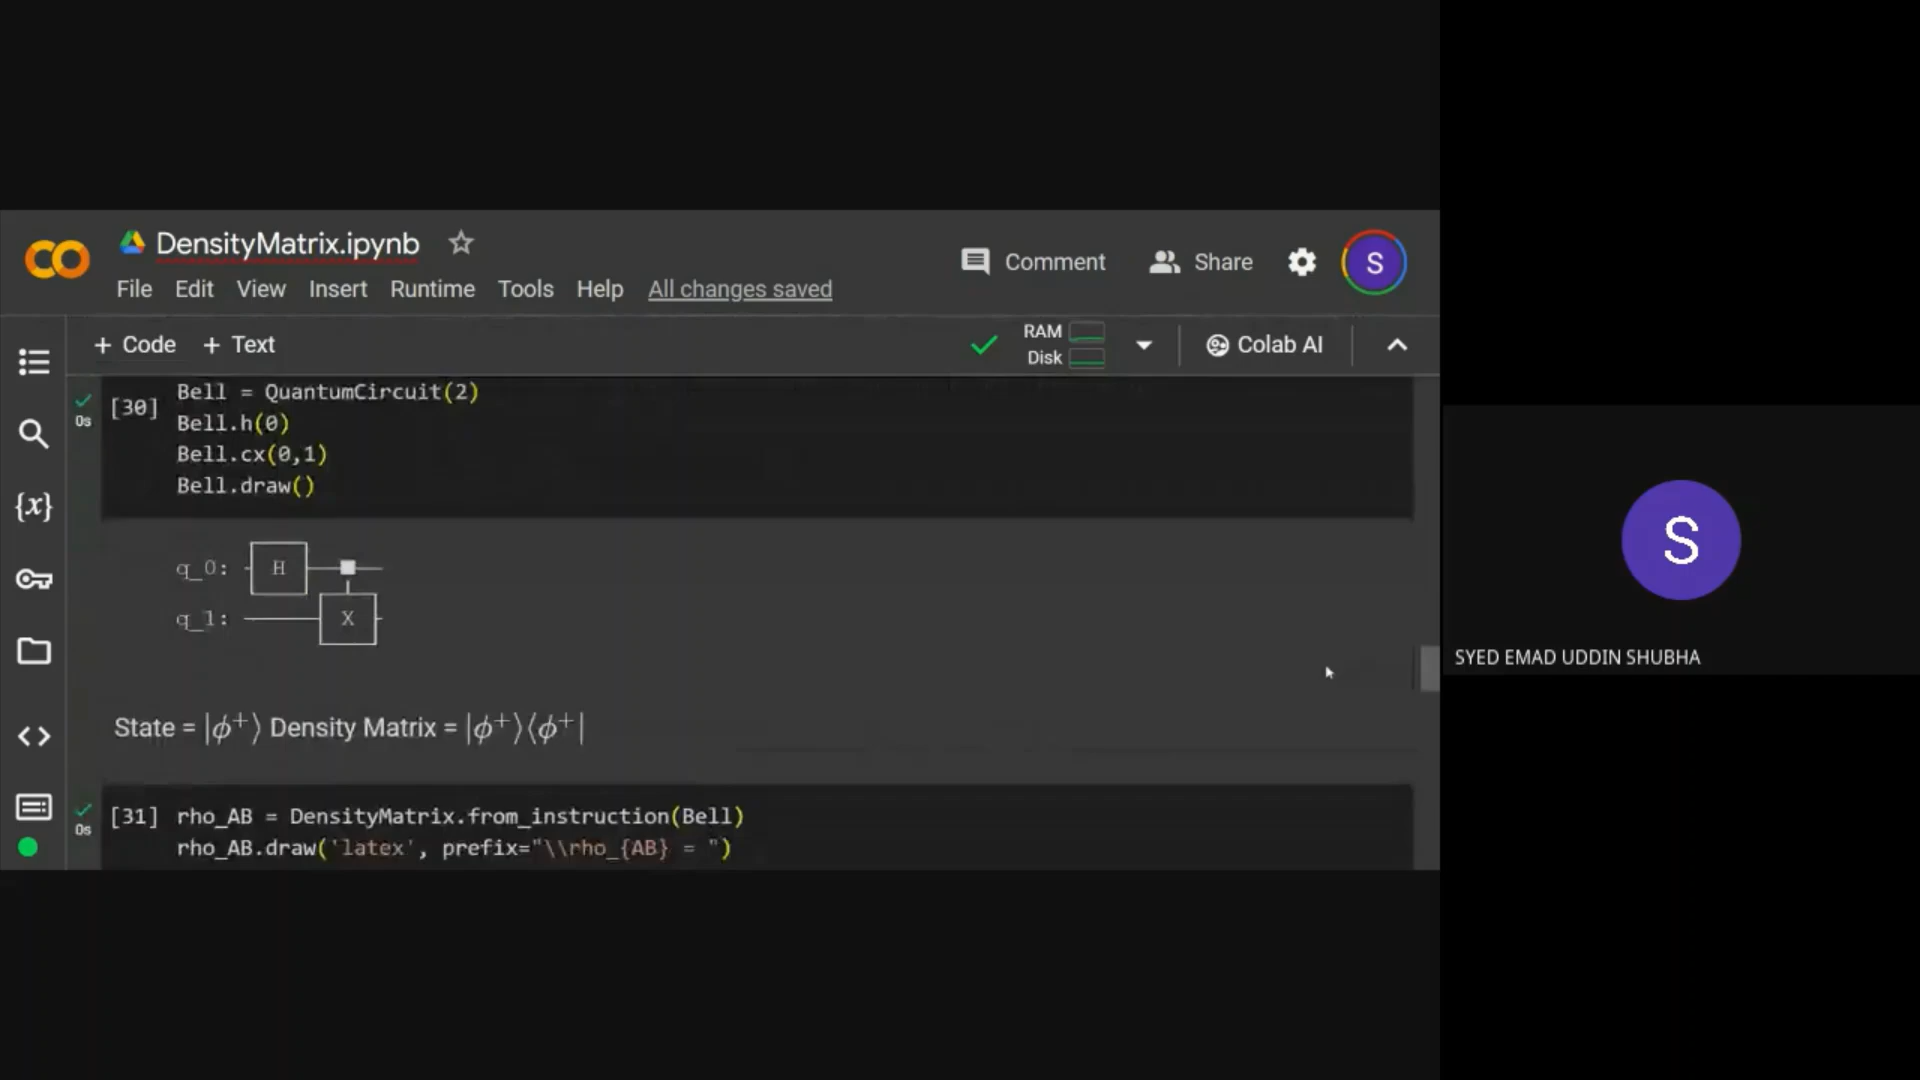 DensityMatrix.ipynb
File Edit View Insert Runtime Tools Help All changes saved
Comment Share S
+ Code + Text
RAM
Disk
Colab AI
{x}
[30] Bell = QuantumCircuit(2)
0s
Bell.h(0)
Bell.cx(0,1)
Bell.draw()
q_0: H
q_1: X
State = |ϕ⁺⟩ Density Matrix = |ϕ⁺⟩⟨ϕ⁺|
[31] rho_AB = DensityMatrix.from_instruction(Bell)
0s
rho_AB.draw('latex', prefix="\\rho_{AB} = ")
S
SYED EMAD UDDIN SHUBHA